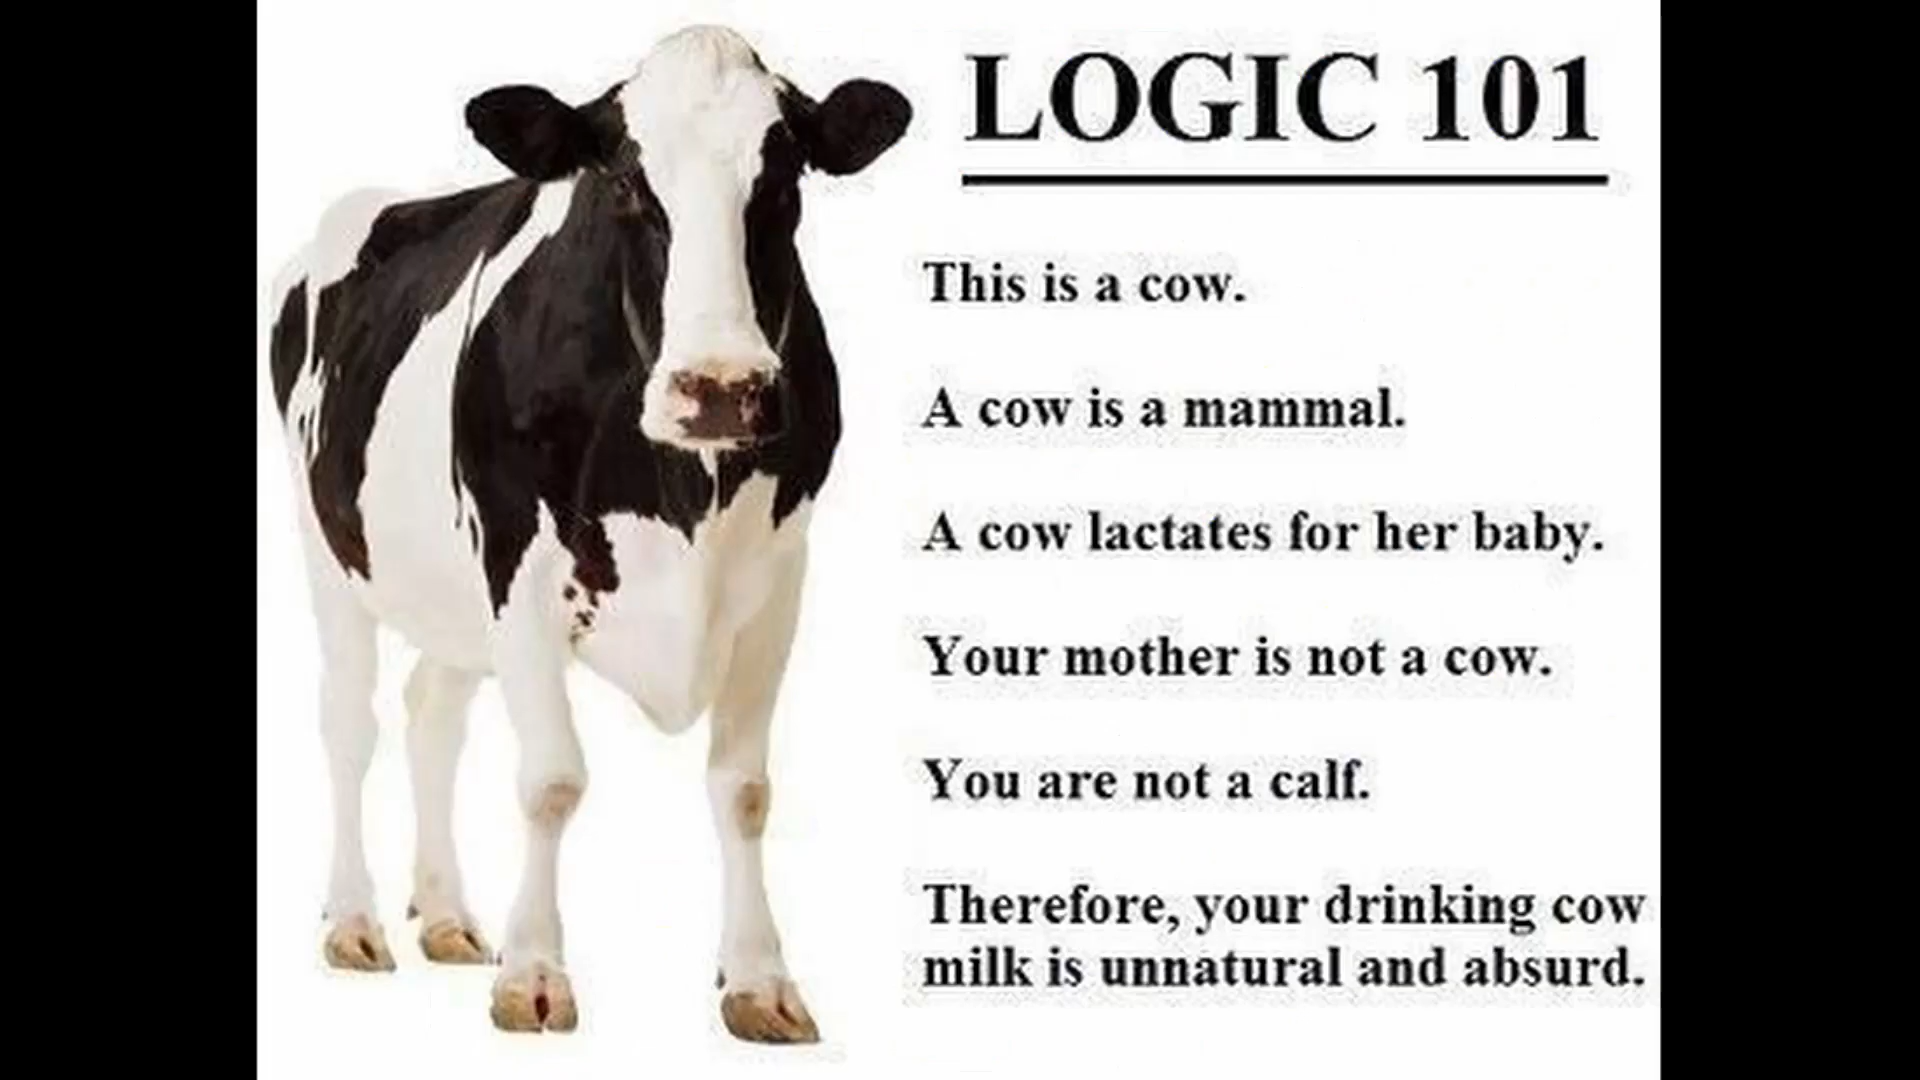 LOGIC 101
This is a cow.
A cow is a mammal.
A cow lactates for her baby.
Your mother is not a cow.
You are not a calf.
Therefore, your drinking cow
milk is unnatural and absurd.